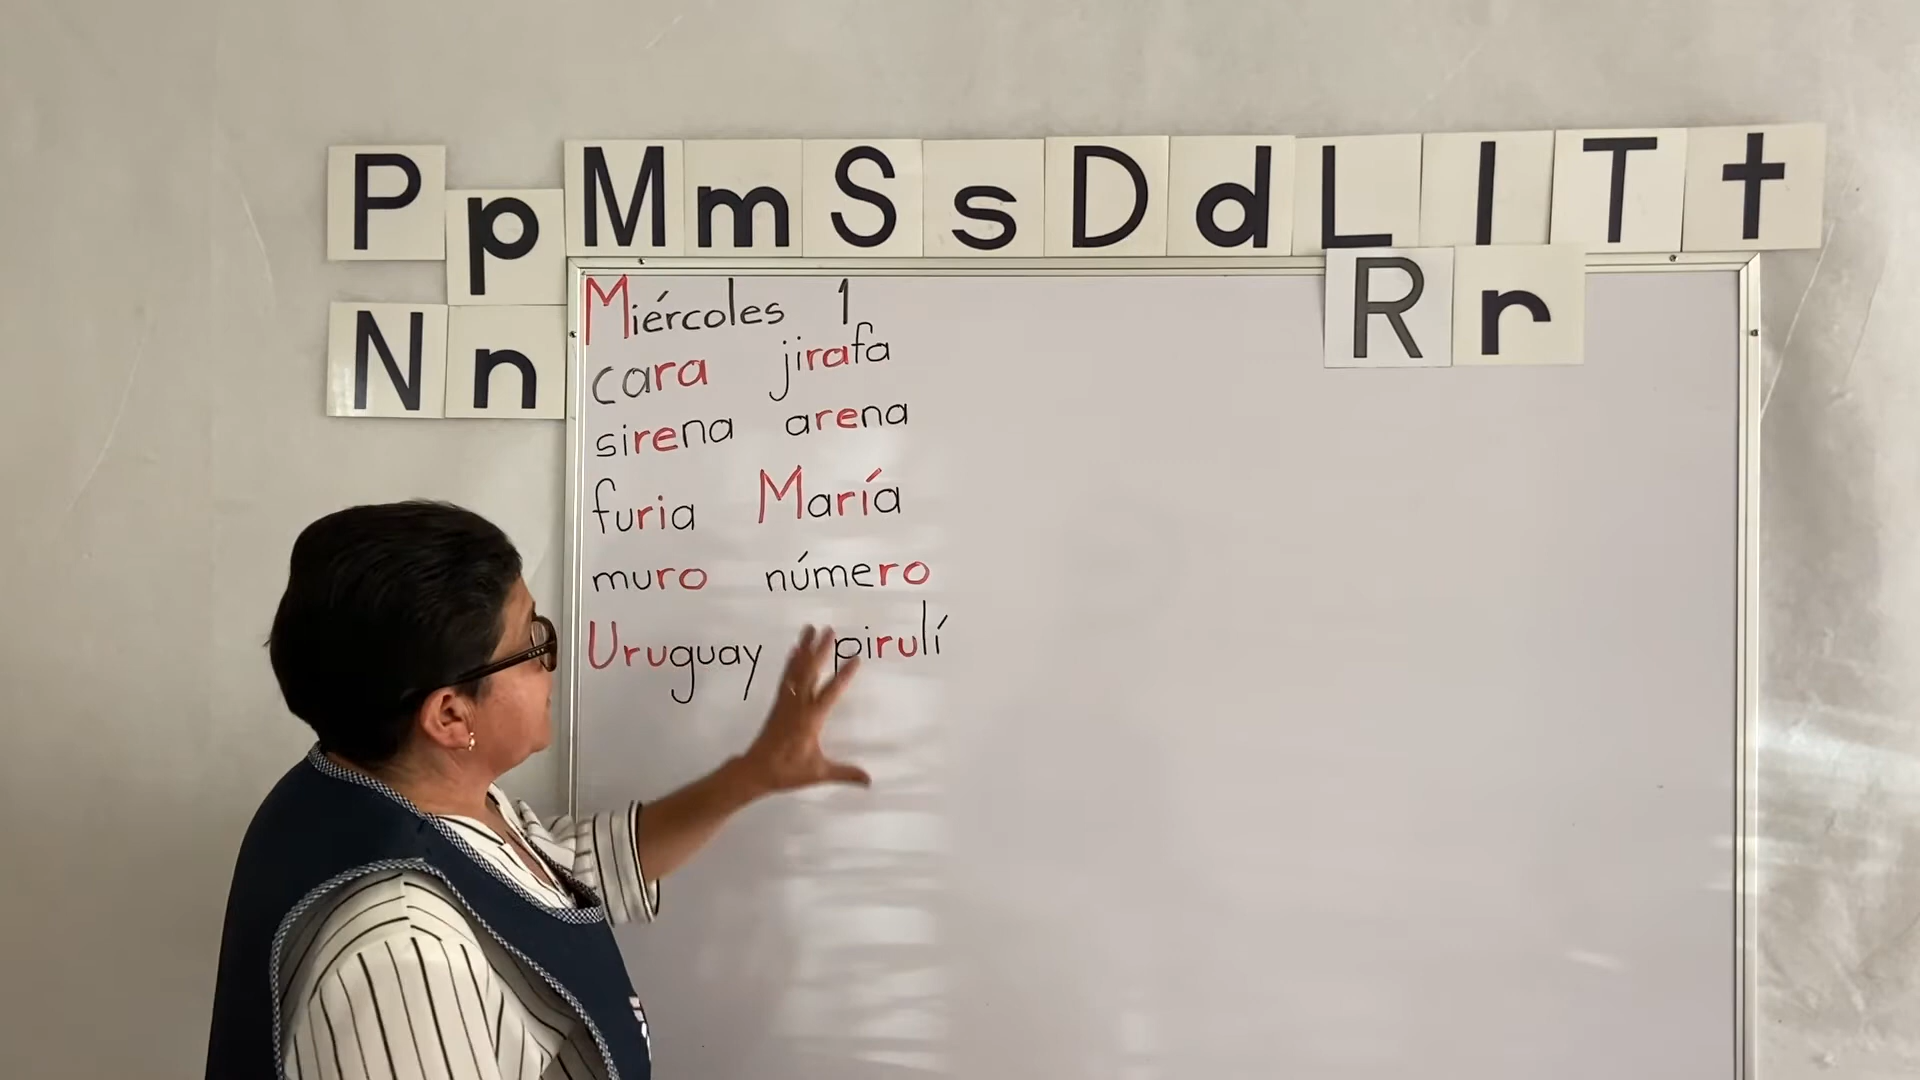 P p M m S s D d L l T t
R r
N n
Miércoles 1
cara jirafa
sirena arena
furia María
muro número
Uruguay pirulí